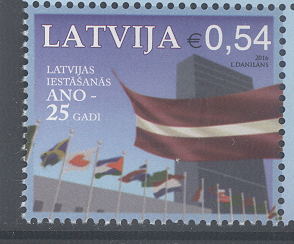 LATVIJA €0,54
2016
L.DANILĀNS
LATVIJAS
IESTĀŠANĀS
ANO -
25 GADI